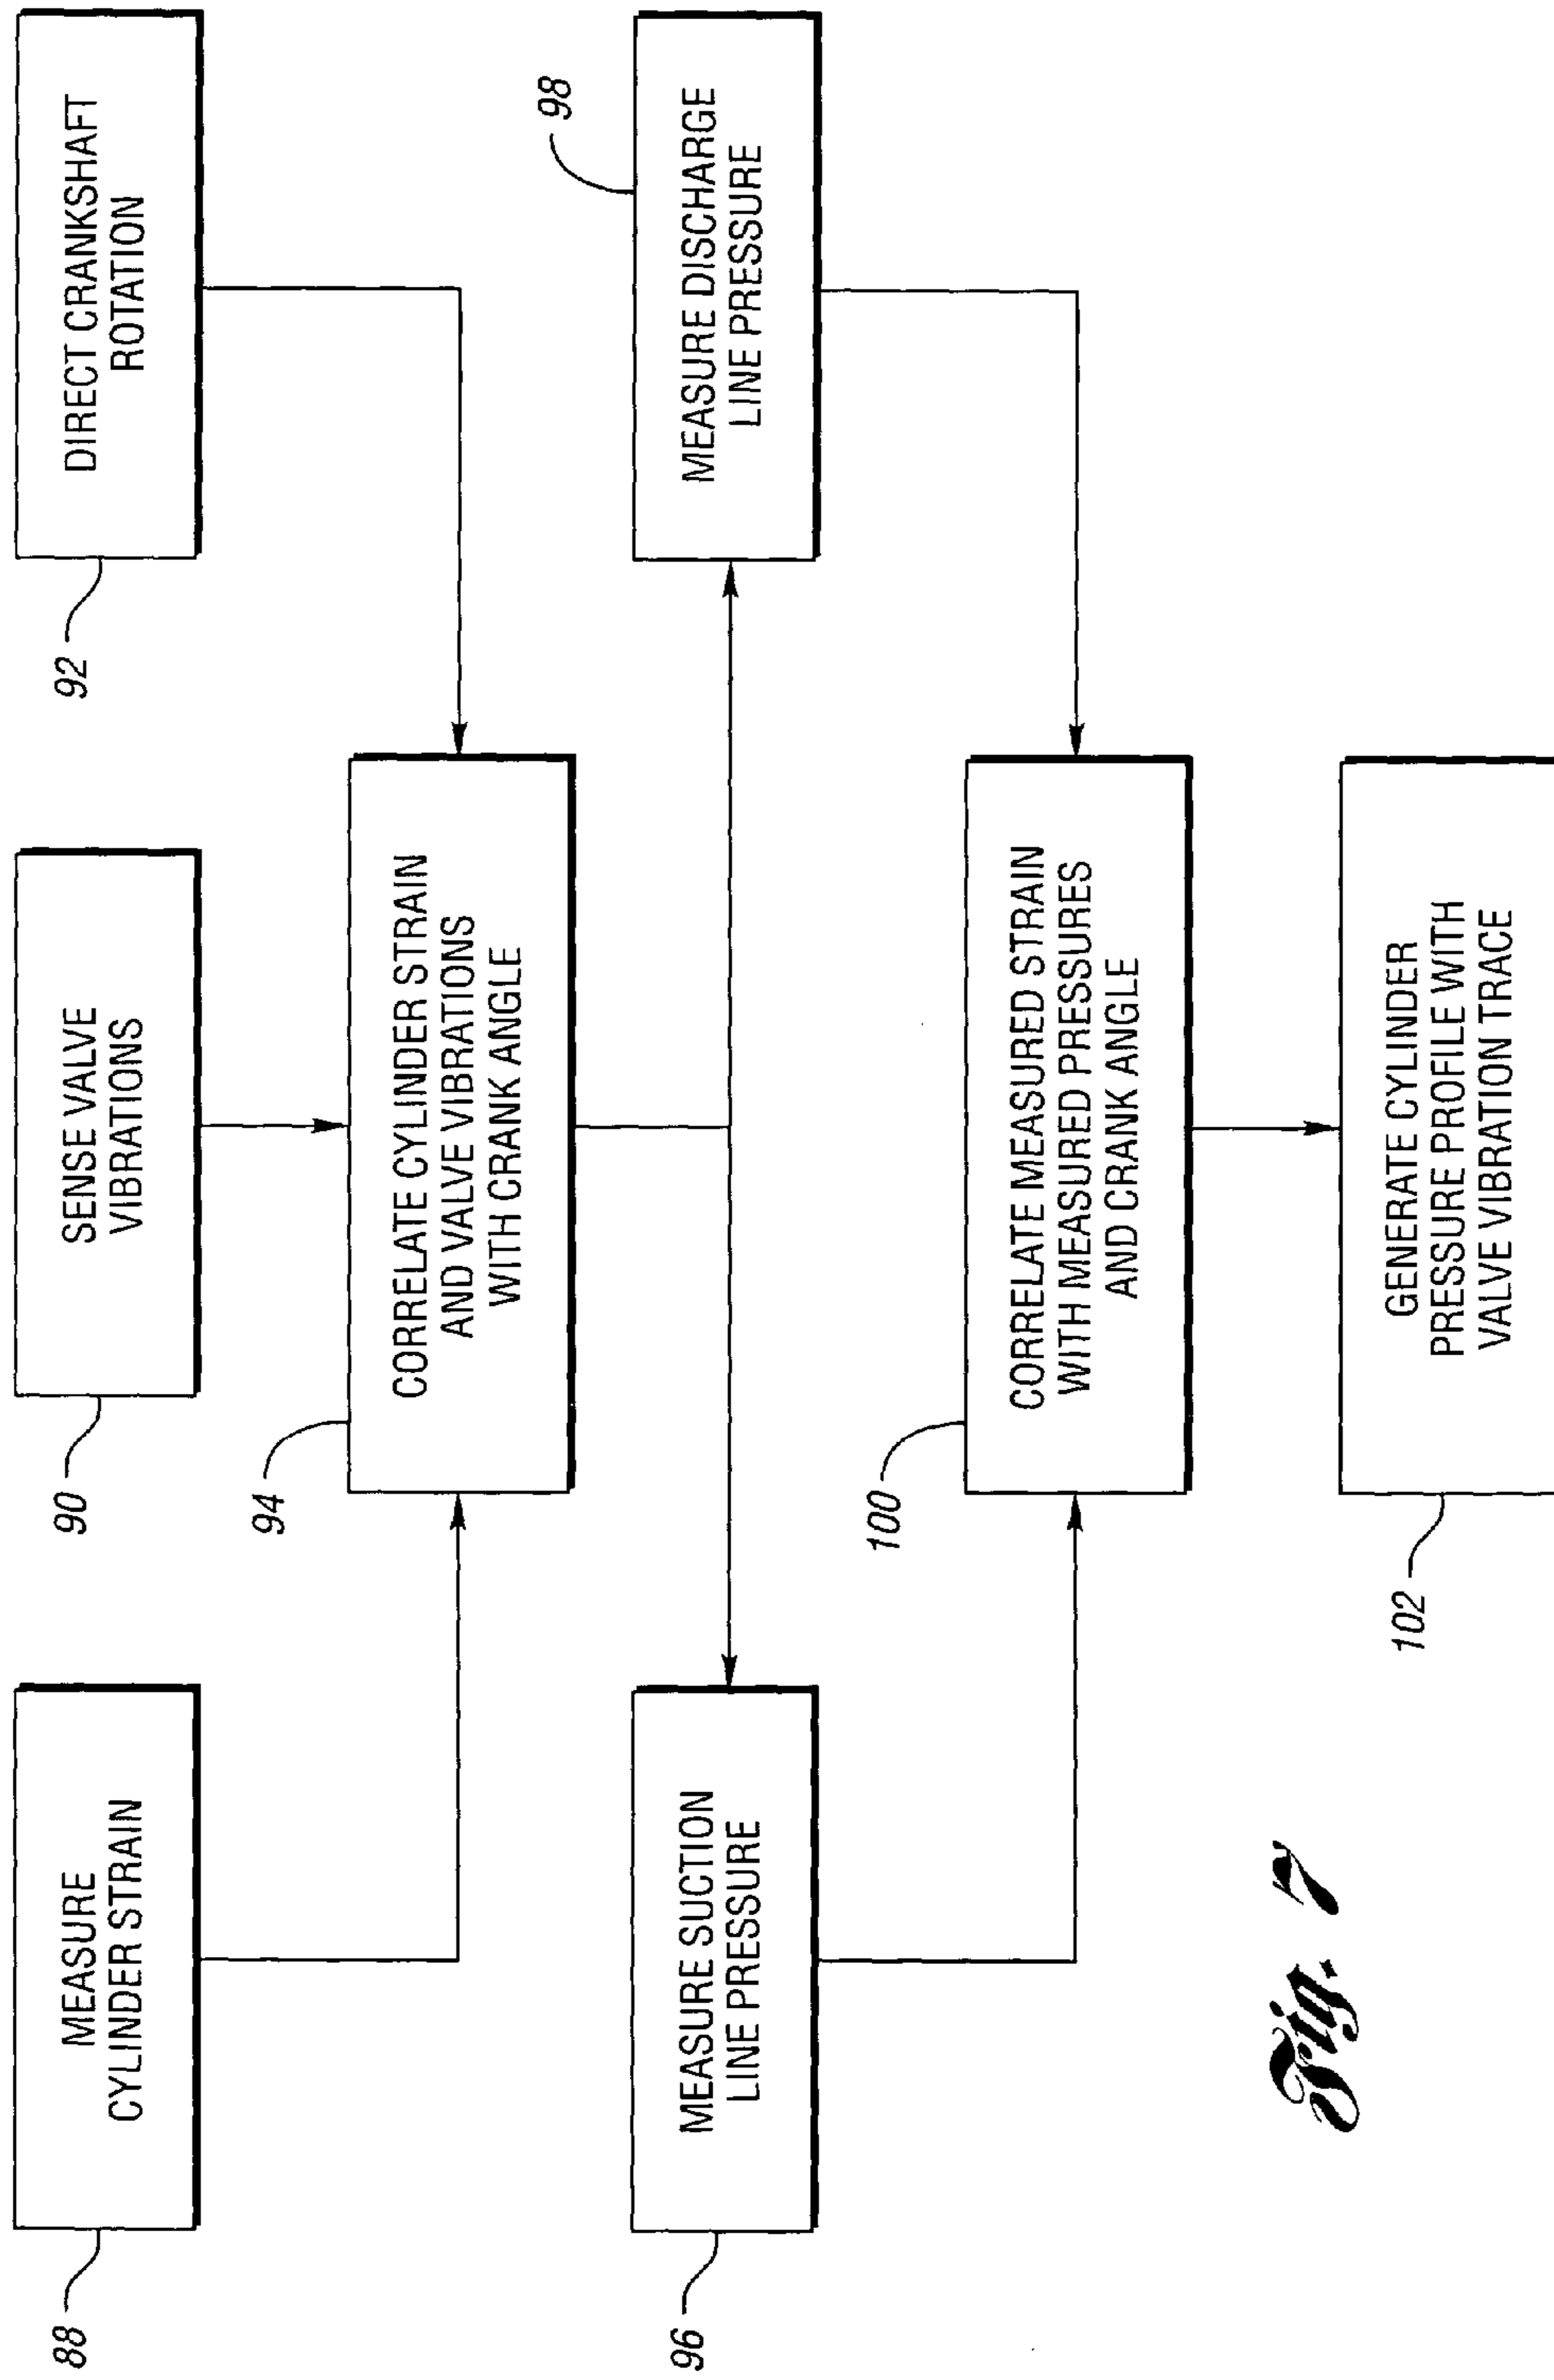 88
MEASURE
CYLINDER STRAIN
90
SENSE VALVE
VIBRATIONS
92
DIRECT CRANKSHAFT
ROTATION
94
CORRELATE CYLINDER STRAIN
AND VALVE VIBRATIONS
WITH CRANK ANGLE
96
MEASURE SUCTION
LINE PRESSURE
98
MEASURE DISCHARGE
LINE PRESSURE
100
CORRELATE MEASURED STRAIN
WITH MEASURED PRESSURES
AND CRANK ANGLE
102
GENERATE CYLINDER
PRESSURE PROFILE WITH
VALVE VIBRATION TRACE
Fig. 7